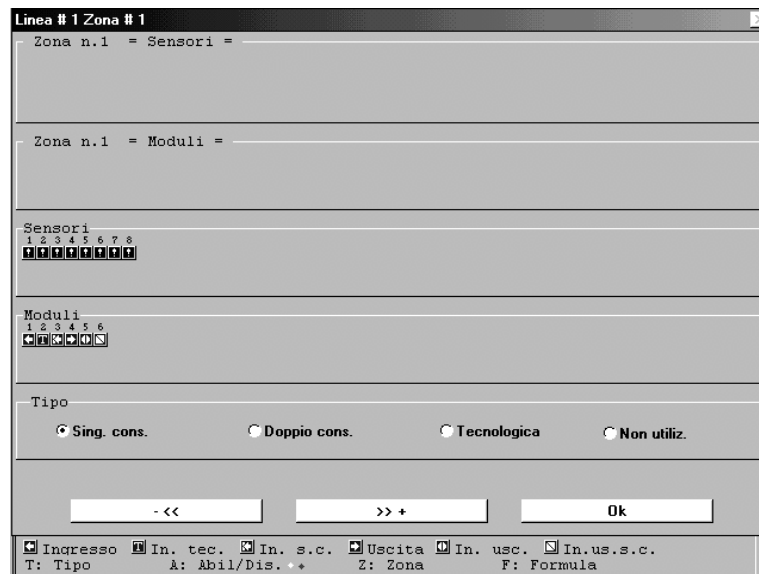 Linea # 1 Zona # 1
Zona n.1 = Sensori =
Zona n.1 = Moduli =
Sensori
1 2 3 4 5 6 7 8
Moduli
1 2 3 4 5 6
Tipo
Sing. cons. Doppio cons. Tecnologica Non utiliz.
- << >> + Ok
Ingresso In. tec. In. s.c. Uscita In. usc. In.us.s.c.
T: Tipo A: Abil/Dis. Z: Zona F: Formula